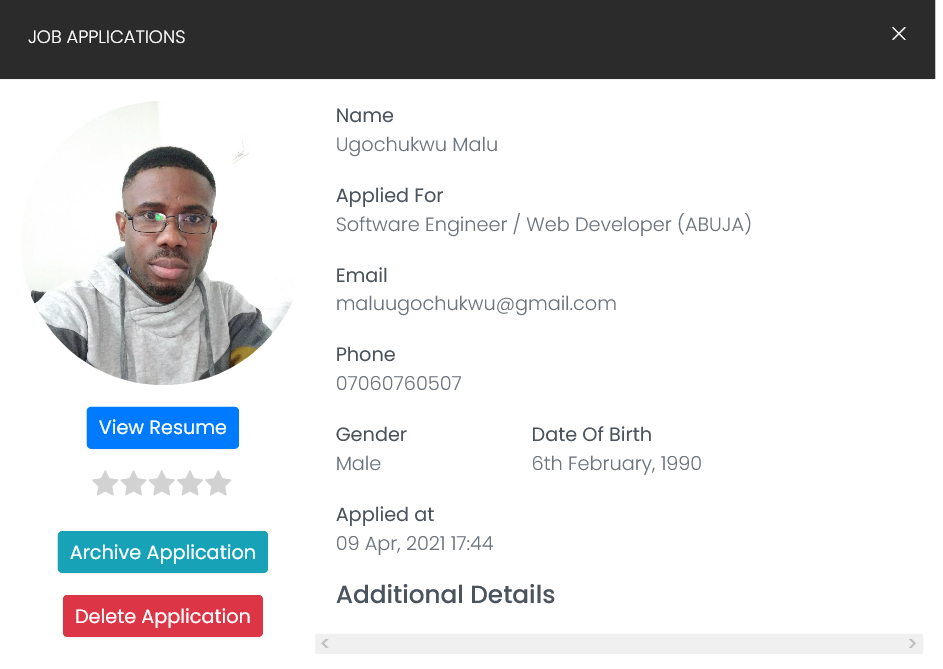 JOB APPLICATIONS
Name
Ugochukwu Malu
Applied For
Software Engineer / Web Developer (ABUJA)
Email
maluugochukwu@gmail.com
Phone
07060760507
View Resume
Gender
Date Of Birth
Male
6th February, 1990
Applied at
09 Apr, 2021 17:44
Archive Application
Additional Details
Delete Application